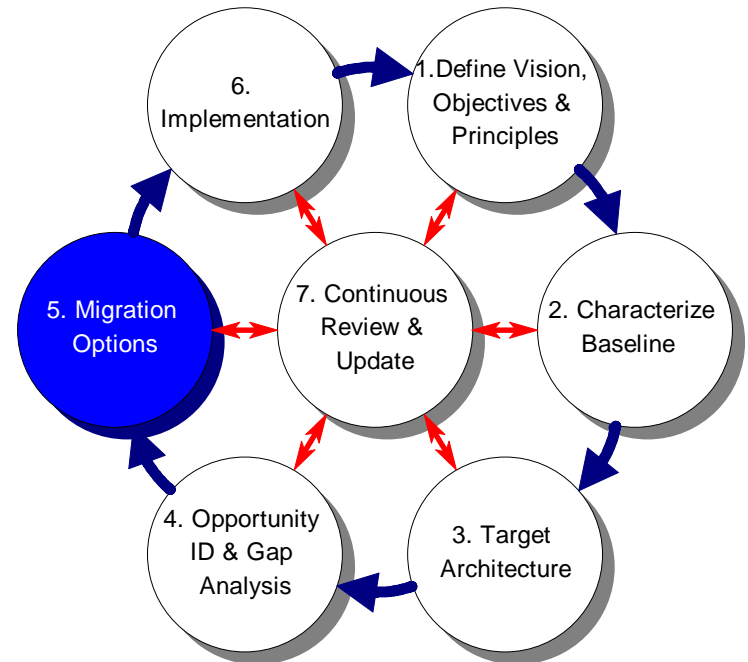 1.Define Vision,
Objectives &
Principles
2. Characterize
Baseline
3. Target
Architecture
4. Opportunity
ID & Gap
Analysis
5. Migration
Options
6.
Implementation
7. Continuous
Review &
Update